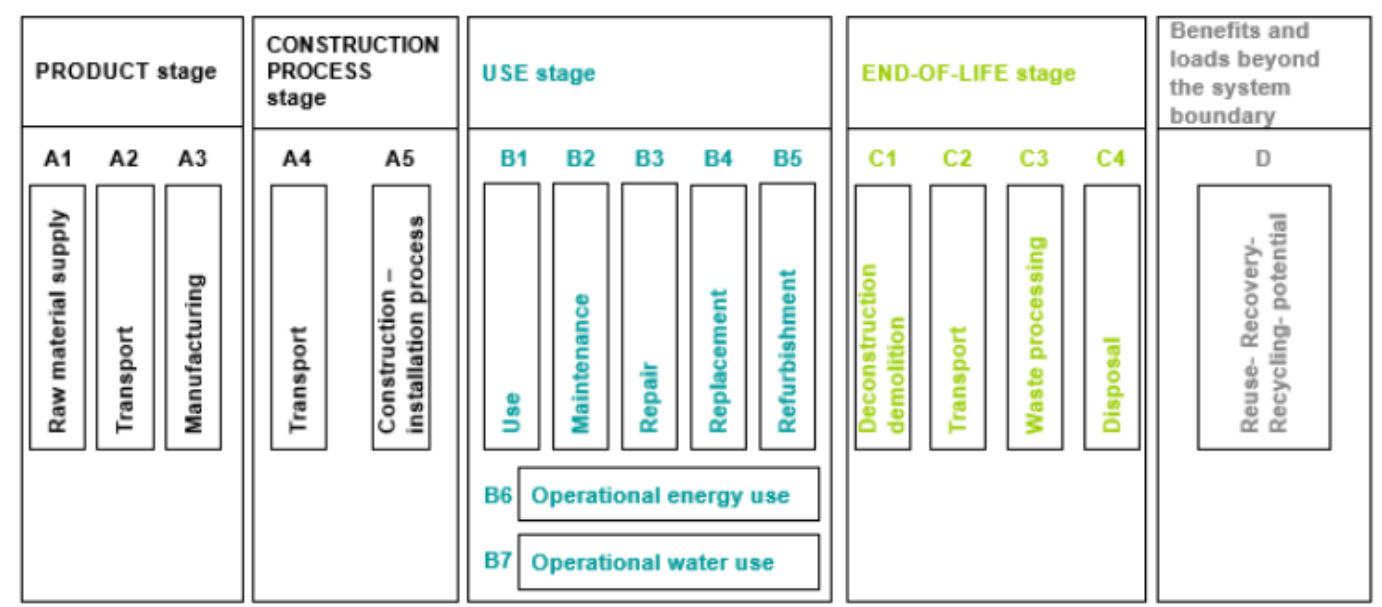 PRODUCT stage
CONSTRUCTION
PROCESS
stage
USE stage
END-OF-LIFE stage
Benefits and
loads beyond
the system
boundary
A1 A2 A3
A4 A5
B1 B2 B3 B4 B5
C1 C2 C3 C4
D
Raw material supply
Transport
Manufacturing
Transport
Construction –
installation process
Use
Maintenance
Repair
Replacement
Refurbishment
Deconstruction
demolition
Transport
Waste processing
Disposal
Reuse- Recovery-
Recycling- potential
B6 Operational energy use
B7 Operational water use